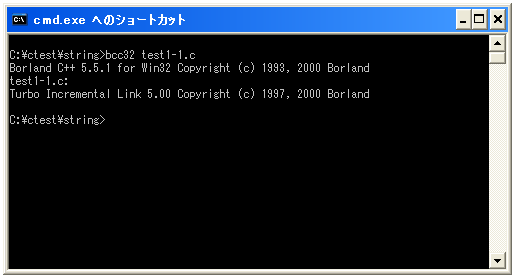 cmd.exe へのショートカット
C:¥ctest¥string>bcc32 test1-1.c
Borland C++ 5.5.1 for Win32 Copyright (c) 1993, 2000 Borland
test1-1.c:
Turbo Incremental Link 5.00 Copyright (c) 1997, 2000 Borland
C:¥ctest¥string>